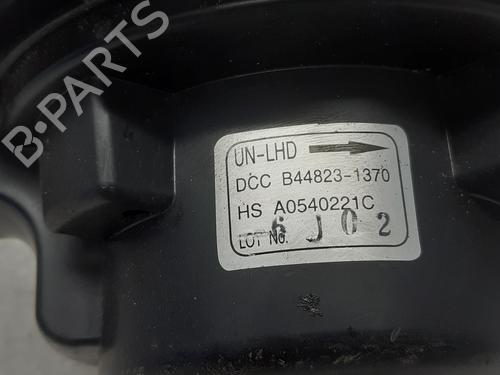 B-PARTS
UN-LHD
DCC B44823-1370
HS A0540221C
LOT No. 6 J 0 2